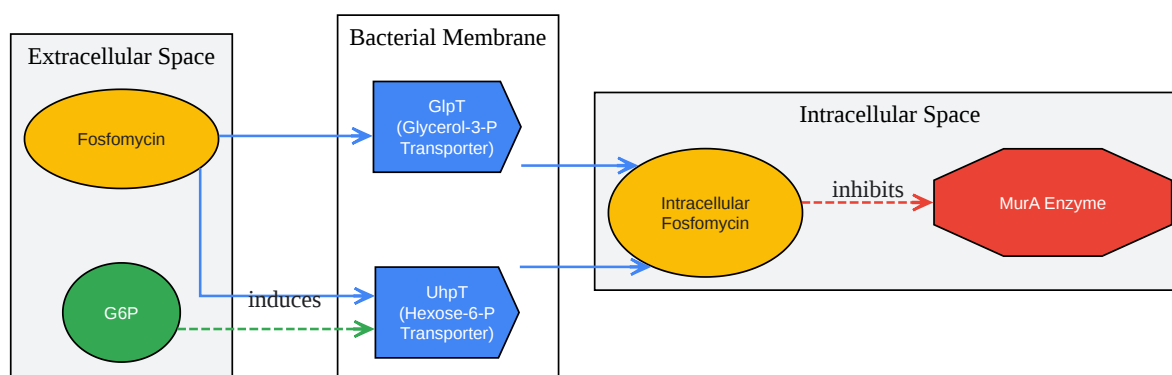 Extracellular Space
Fosfomycin
G6P
induces
Bacterial Membrane
GlpT
(Glycerol-3-P
Transporter)
UhpT
(Hexose-6-P
Transporter)
Intracellular Space
Intracellular
Fosfomycin
inhibits
MurA Enzyme